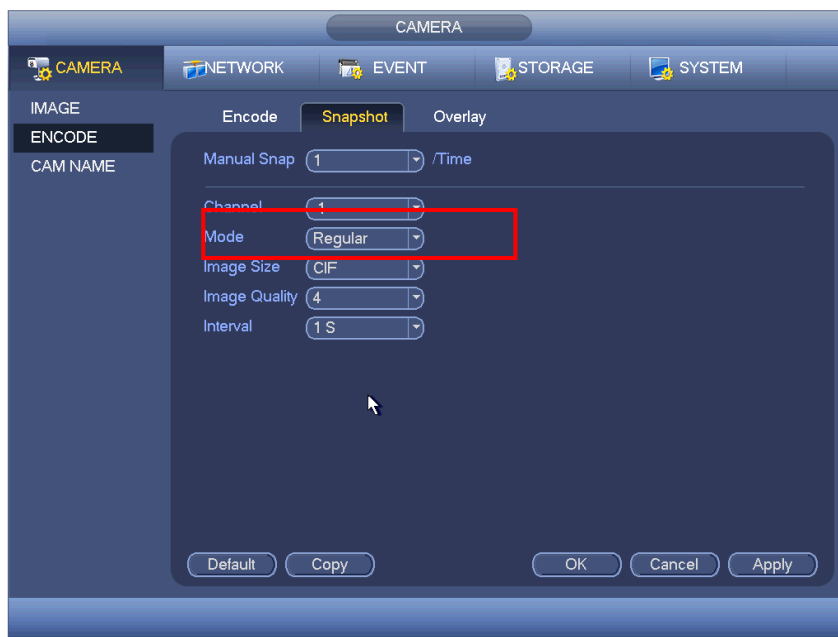 CAMERA
CAMERA NETWORK EVENT STORAGE SYSTEM
IMAGE
ENCODE
CAM NAME
Encode Snapshot Overlay
Manual Snap 1 /Time
Channel 1
Mode Regular
Image Size CIF
Image Quality 4
Interval 1 S
Default Copy OK Cancel Apply